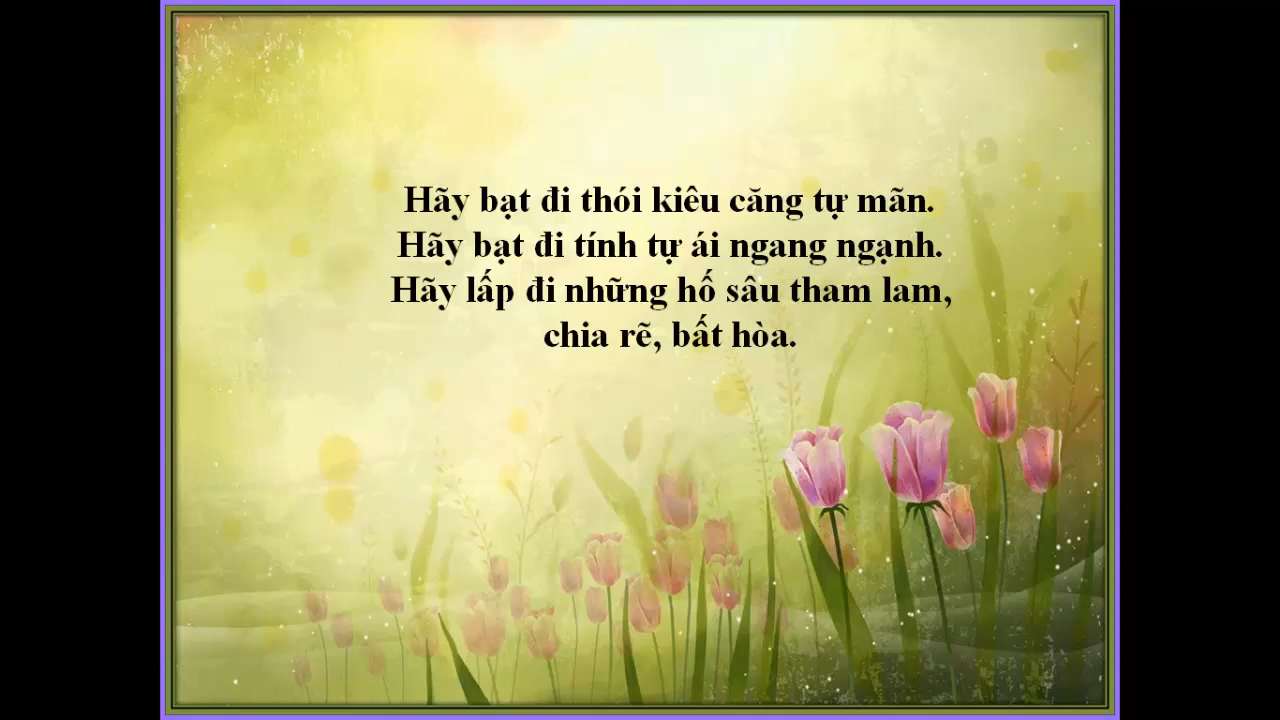 Hãy bạt đi thói kiêu căng tự mãn.
Hãy bạt đi tính tự ái ngang ngạnh.
Hãy lấp đi những hố sâu tham lam,
chia rẽ, bất hòa.